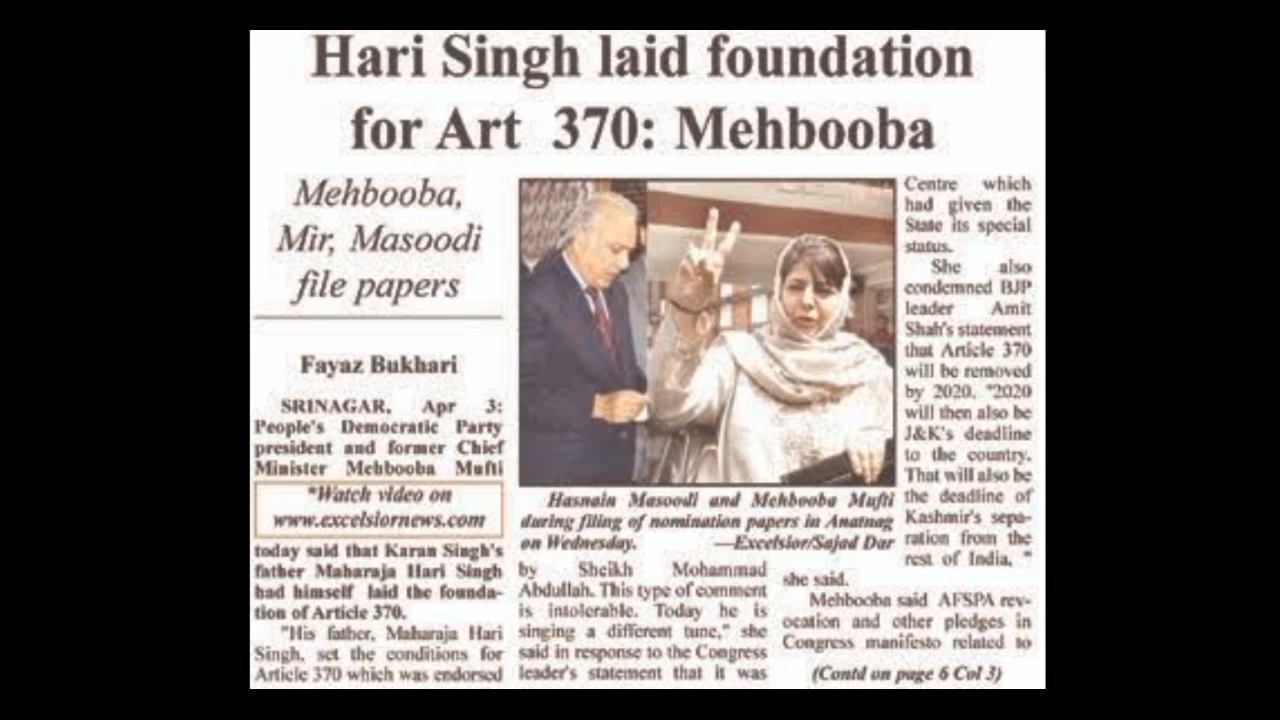 Hari Singh laid foundation
for Art 370: Mehbooba
Mehbooba,
Mir, Masoodi
file papers
Fayaz Bukhari
SRINAGAR, Apr 3:
People's Democratic Party
president and former Chief
Minister Mehbooba Mufti
*Watch video on
www.excelsiornews.com
today said that Karan Singh's
father Maharaja Hari Singh
had himself laid the founda-
tion of Article 370.
"His father, Maharaja Hari
Singh, set the conditions for
Article 370 which was endorsed
Hasnain Masoodi and Mehbooba Mufti
during filing of nomination papers in Anatnag
on Wednesday. —Excelsior/Sajad Dar
by Sheikh Mohammad
Abdullah. This type of comment
is intolerable. Today he is
singing a different tune," she
said in response to the Congress
leader's statement that it was
Centre which
had given the
State its special
status.
She also
condemned BJP
leader Amit
Shah's statement
that Article 370
will be removed
by 2020. "2020
will then also be
J&K's deadline
to the country.
That will also be
the deadline of
Kashmir's sepa-
ration from the
rest of India, "
she said.
Mehbooba said AFSPA rev-
ocation and other pledges in
Congress manifesto related to
(Contd on page 6 Col 3)